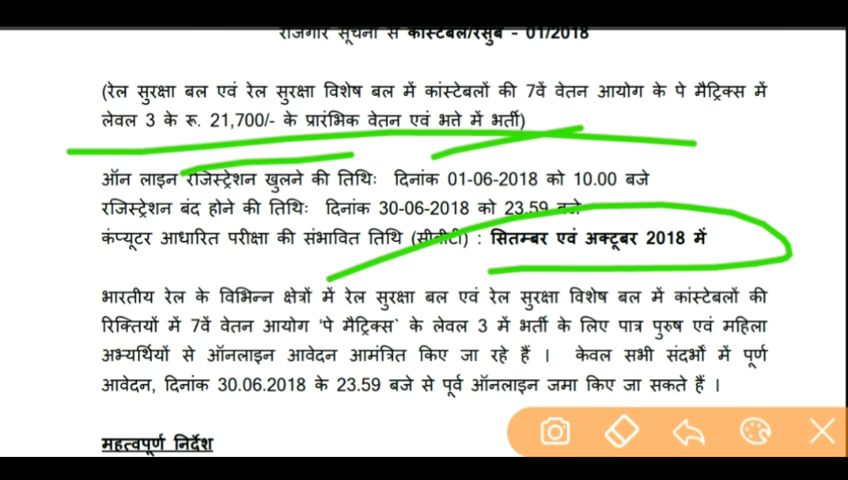 रोजगार सूचना सं कांस्टेबल/रेसुब - 01/2018
(रेल सुरक्षा बल एवं रेल सुरक्षा विशेष बल में कांस्टेबलों की 7वें वेतन आयोग के पे मैट्रिक्स में
लेवल 3 के रू. 21,700/- के प्रारंभिक वेतन एवं भत्ते में भर्ती)
ऑन लाइन रजिस्ट्रेशन खुलने की तिथिः दिनांक 01-06-2018 को 10.00 बजे
रजिस्ट्रेशन बंद होने की तिथिः दिनांक 30-06-2018 को 23.59 बजे
कंप्यूटर आधारित परीक्षा की संभावित तिथि (सीबीटी) : सितम्बर एवं अक्टूबर 2018 में
भारतीय रेल के विभिन्न क्षेत्रों में रेल सुरक्षा बल एवं रेल सुरक्षा विशेष बल में कांस्टेबलों की
रिक्तियों में 7वें वेतन आयोग 'पे मैट्रिक्स` के लेवल 3 में भर्ती के लिए पात्र पुरुष एवं महिला
अभ्यर्थियों से ऑनलाइन आवेदन आमंत्रित किए जा रहे हैं । केवल सभी संदर्भो में पूर्ण
आवेदन, दिनांक 30.06.2018 के 23.59 बजे से पूर्व ऑनलाइन जमा किए जा सकते हैं ।
महत्वपूर्ण निर्देश